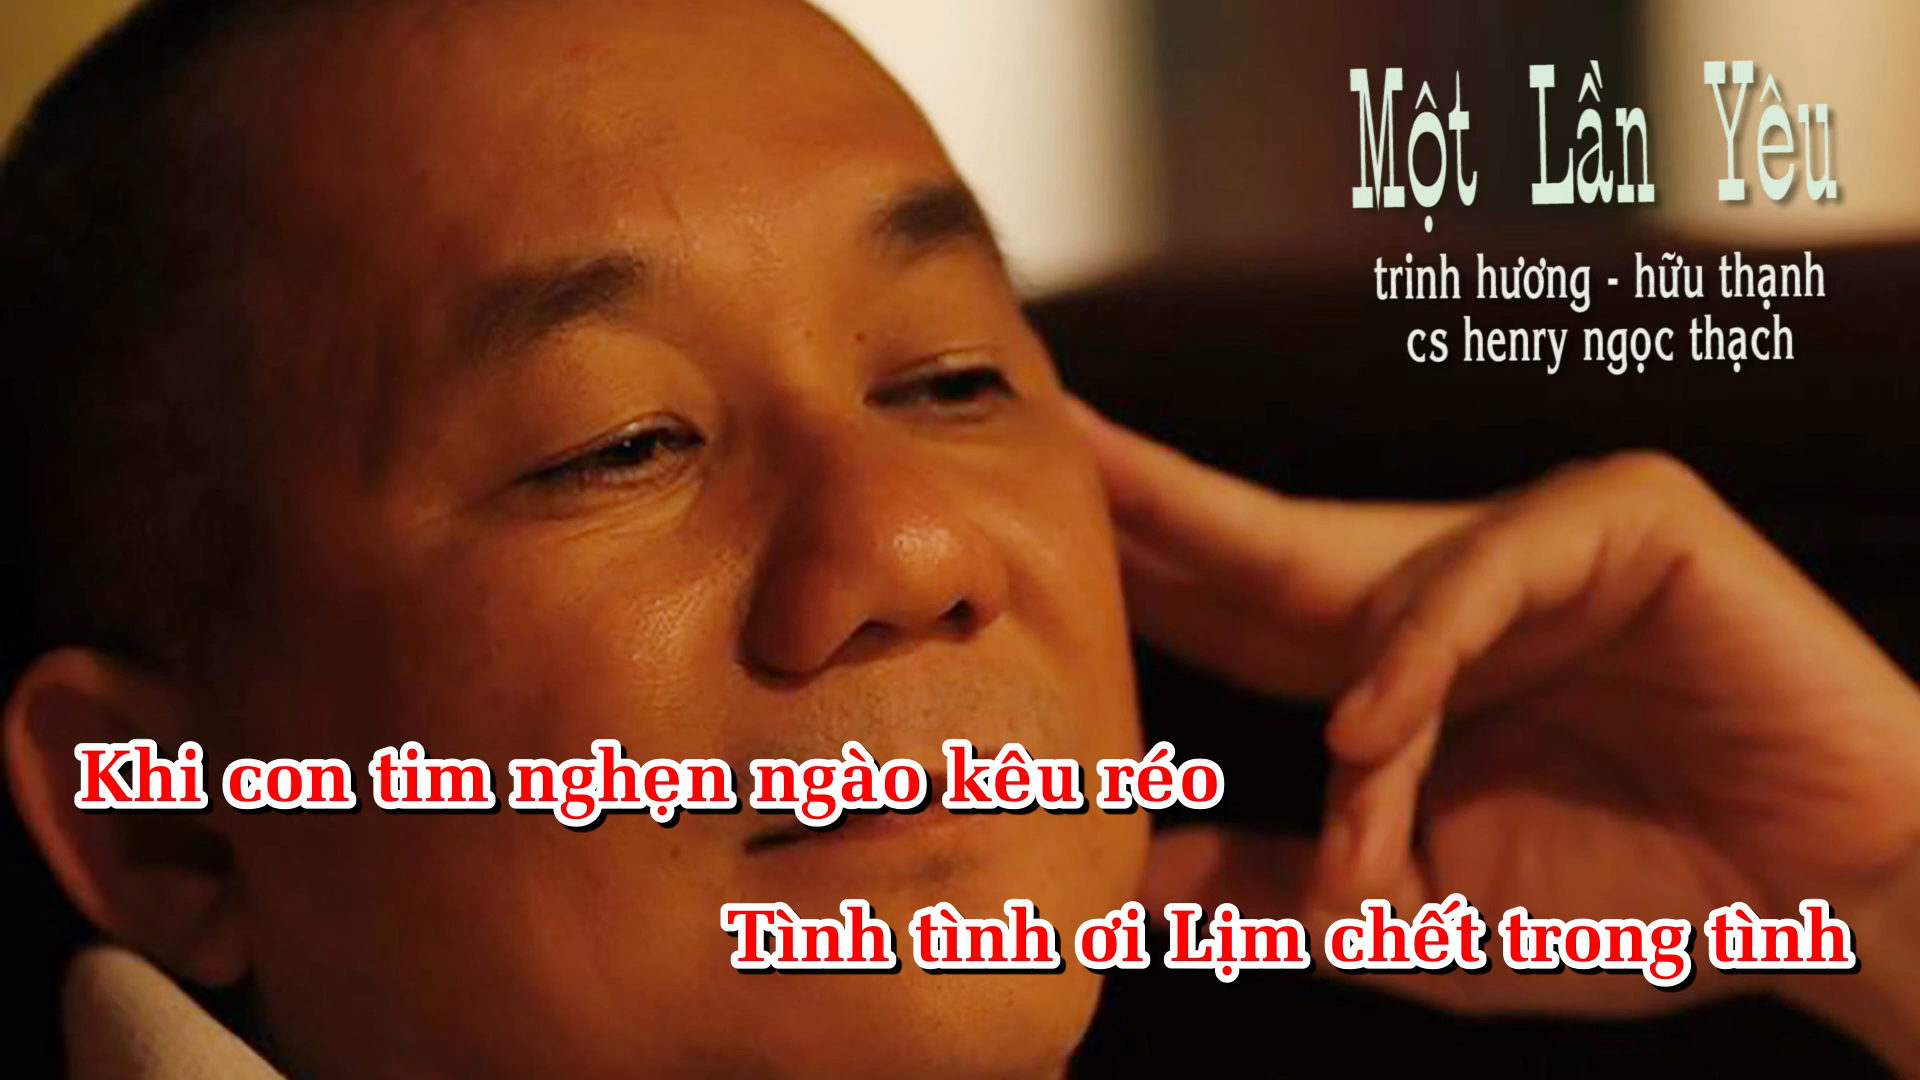 Một Lần Yêu
trinh hương - hữu thạnh
cs henry ngọc thạch
Khi con tim nghẹn ngào kêu réo
Tình tình ơi Lịm chết trong tình